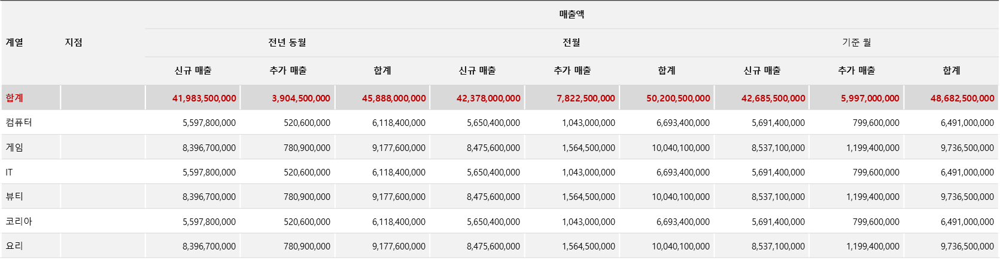 매출액
계열 지점 전년 동월 전월 기준 월
신규 매출 추가 매출 합계 신규 매출 추가 매출 합계 신규 매출 추가 매출 합계
합계 41,983,500,000 3,904,500,000 45,888,000,000 42,378,000,000 7,822,500,000 50,200,500,000 42,685,500,000 5,997,000,000 48,682,500,000
컴퓨터 5,597,800,000 520,600,000 6,118,400,000 5,650,400,000 1,043,000,000 6,693,400,000 5,691,400,000 799,600,000 6,491,000,000
게임 8,396,700,000 780,900,000 9,177,600,000 8,475,600,000 1,564,500,000 10,040,100,000 8,537,100,000 1,199,400,000 9,736,500,000
IT 5,597,800,000 520,600,000 6,118,400,000 5,650,400,000 1,043,000,000 6,693,400,000 5,691,400,000 799,600,000 6,491,000,000
뷰티 8,396,700,000 780,900,000 9,177,600,000 8,475,600,000 1,564,500,000 10,040,100,000 8,537,100,000 1,199,400,000 9,736,500,000
코리아 5,597,800,000 520,600,000 6,118,400,000 5,650,400,000 1,043,000,000 6,693,400,000 5,691,400,000 799,600,000 6,491,000,000
요리 8,396,700,000 780,900,000 9,177,600,000 8,475,600,000 1,564,500,000 10,040,100,000 8,537,100,000 1,199,400,000 9,736,500,000